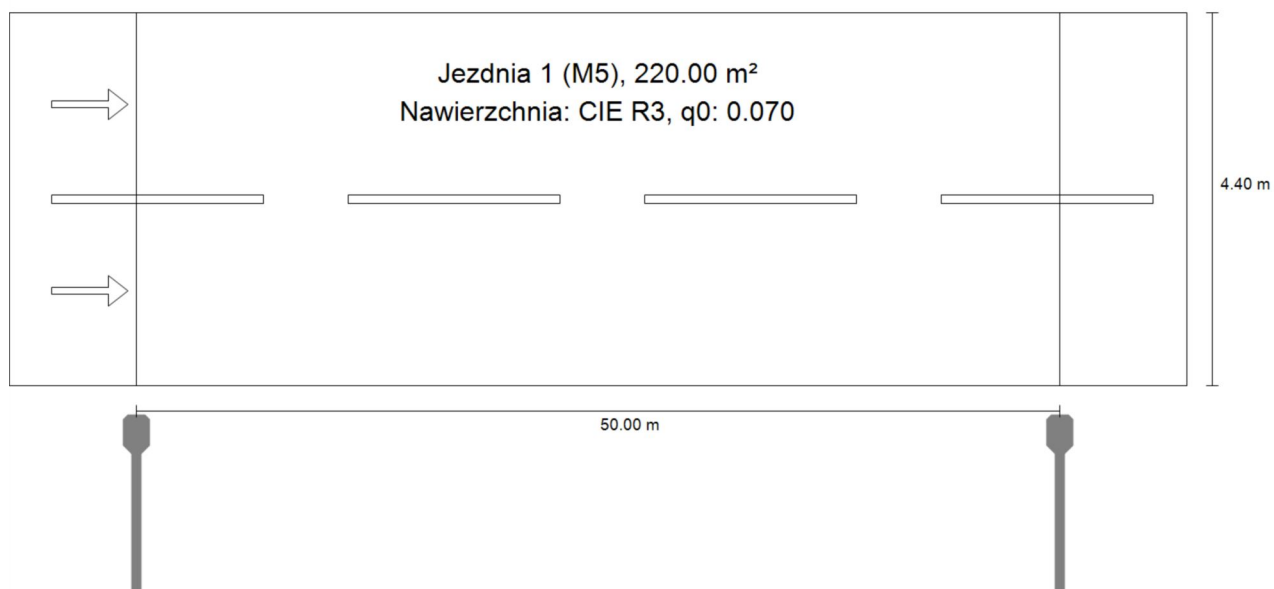 Jezdnia 1 (M5), 220.00 m²
Nawierzchnia: CIE R3, q0: 0.070
4.40 m
50.00 m